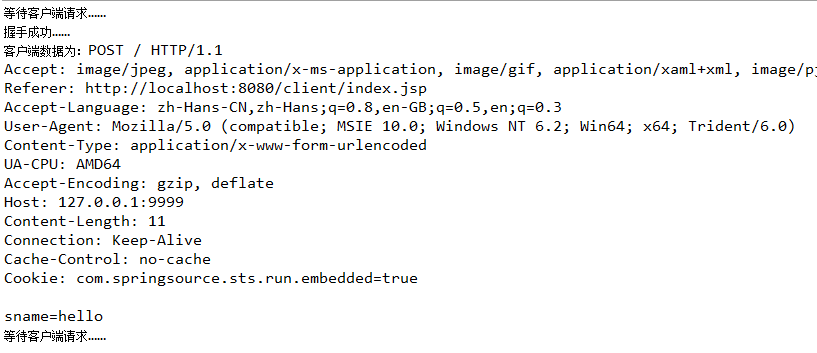 等待客户端请求......
握手成功......
客户端数据为：POST / HTTP/1.1
Accept: image/jpeg, application/x-ms-application, image/gif, application/xaml+xml, image/pj
Referer: http://localhost:8080/client/index.jsp
Accept-Language: zh-Hans-CN,zh-Hans;q=0.8,en-GB;q=0.5,en;q=0.3
User-Agent: Mozilla/5.0 (compatible; MSIE 10.0; Windows NT 6.2; Win64; x64; Trident/6.0)
Content-Type: application/x-www-form-urlencoded
UA-CPU: AMD64
Accept-Encoding: gzip, deflate
Host: 127.0.0.1:9999
Content-Length: 11
Connection: Keep-Alive
Cache-Control: no-cache
Cookie: com.springsource.sts.run.embedded=true
sname=hello
等待客户端请求......